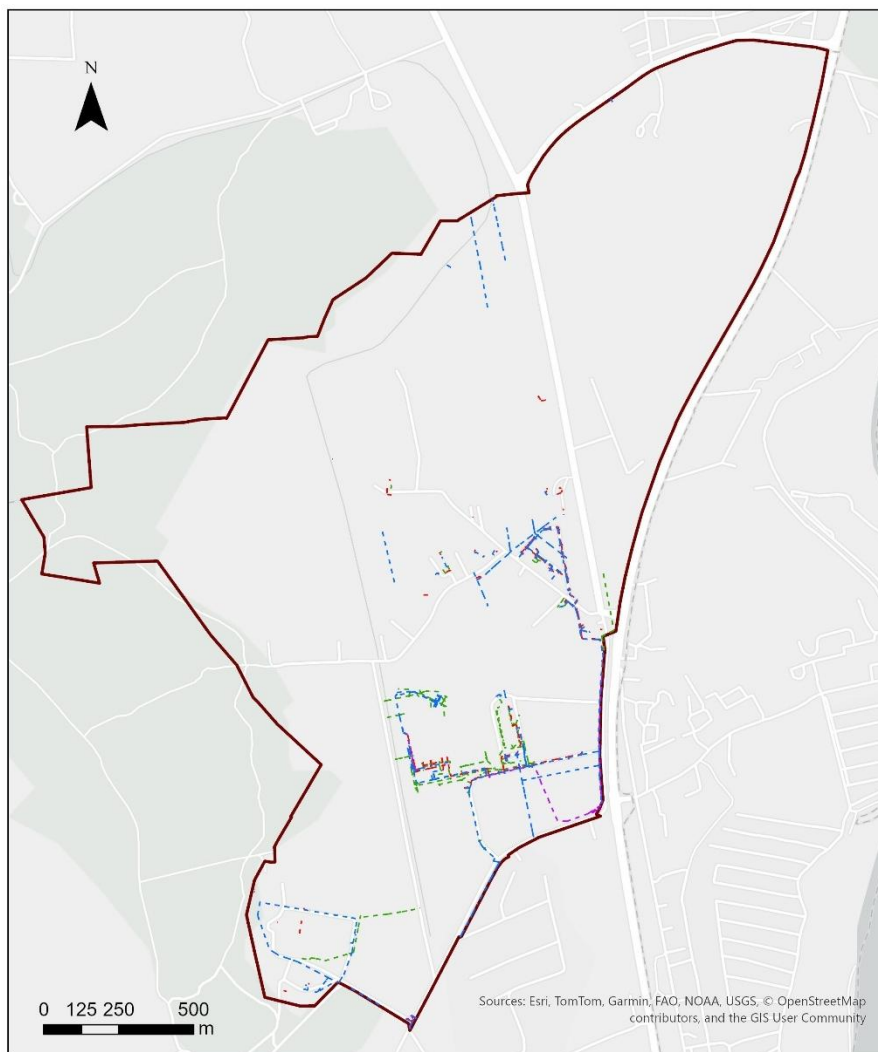 N
0 125 250 500
m
Sources: Esri, TomTom, Garmin, FAO, NOAA, USGS, © OpenStreetMap
contributors, and the GIS User Community